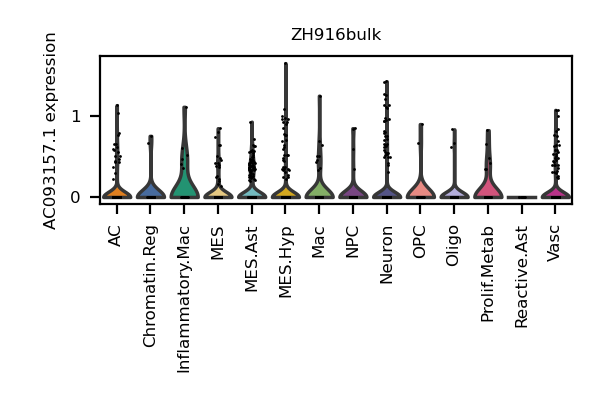 ZH916bulk
AC093157.1 expression
1
0
AC
Chromatin.Reg
Inflammatory.Mac
MES
MES.Ast
MES.Hyp
Mac
NPC
Neuron
OPC
Oligo
Prolif.Metab
Reactive.Ast
Vasc